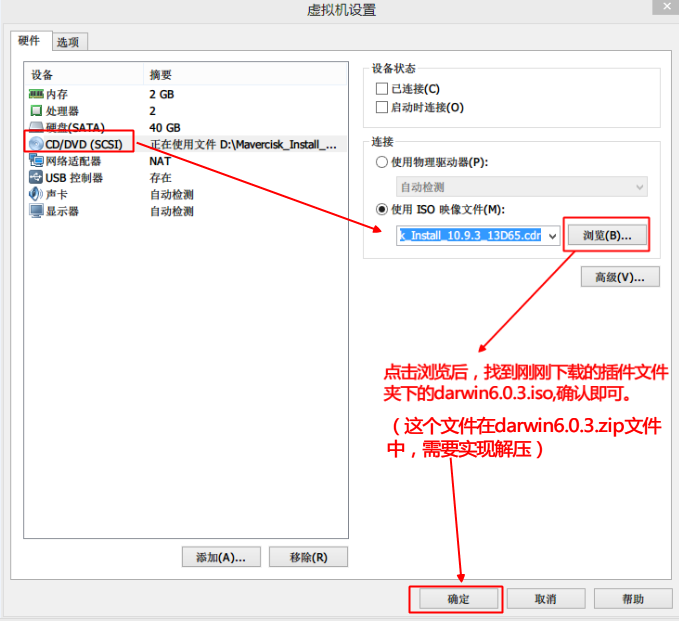 虚拟机设置
硬件 选项
设备 摘要
内存 2 GB
处理器 2
硬盘(SATA) 40 GB
CD/DVD (SCSI) 正在使用文件 D:\Mavercisk_Install_...
网络适配器 NAT
USB 控制器 存在
声卡 自动检测
显示器 自动检测
添加(A)... 移除(R)
设备状态
已连接(C)
启动时连接(O)
连接
使用物理驱动器(P):
自动检测
使用 ISO 映像文件(M):
k_Install_10.9.3_13D65.cdr 浏览(B)...
高级(V)...
点击浏览后，找到刚刚下载的插件文件
夹下的darwin6.0.3.iso,确认即可。
（这个文件在darwin6.0.3.zip文件
中，需要实现解压）
确定 取消 帮助